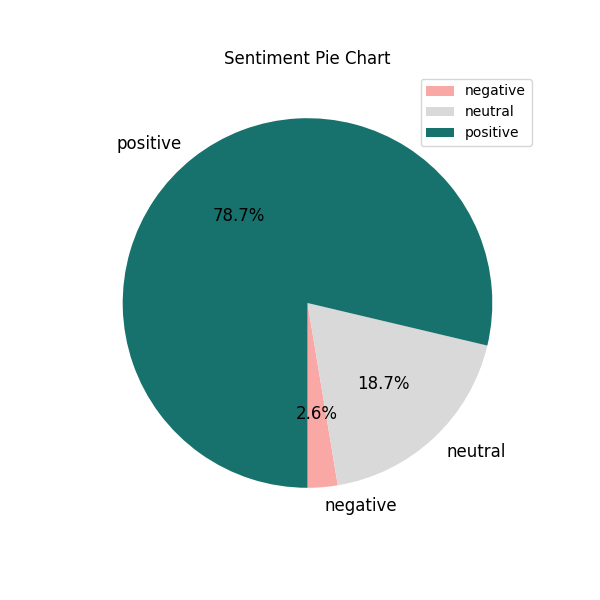 Sentiment Pie Chart
negative
neutral
positive
positive
78.7%
18.7%
2.6%
neutral
negative